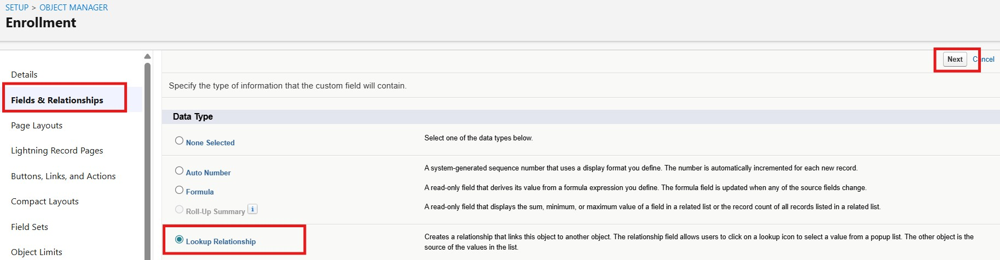 SETUP > OBJECT MANAGER
Enrollment
Next Cancel
Details
Fields & Relationships
Page Layouts
Lightning Record Pages
Buttons, Links, and Actions
Compact Layouts
Field Sets
Object Limits
Specify the type of information that the custom field will contain.
Data Type
None Selected
Select one of the data types below.
Auto Number
A system-generated sequence number that uses a display format you define. The number is automatically incremented for each new record.
Formula
A read-only field that derives its value from a formula expression you define. The formula field is updated when any of the source fields change.
Roll-Up Summary i
A read-only field that displays the sum, minimum, or maximum value of a field in a related list or the record count of all records listed in a related list.
Lookup Relationship
Creates a relationship that links this object to another object. The relationship field allows users to click on a lookup icon to select a value from a popup list. The other object is the
source of the values in the list.